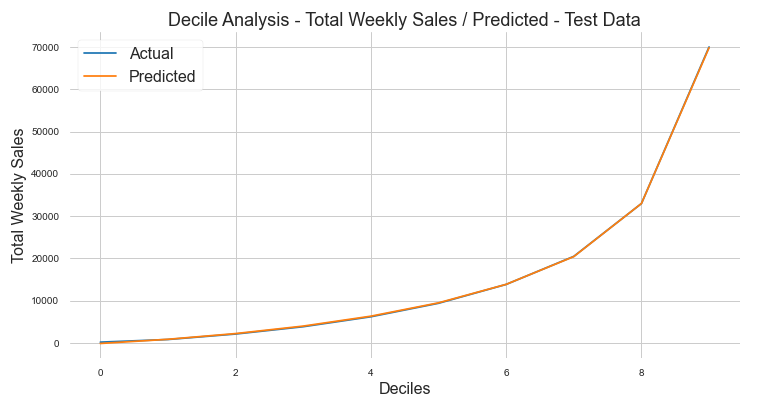 Decile Analysis - Total Weekly Sales / Predicted - Test Data
Actual
Predicted
Total Weekly Sales
70000
60000
50000
40000
30000
20000
10000
0
0 2 4 6 8
Deciles